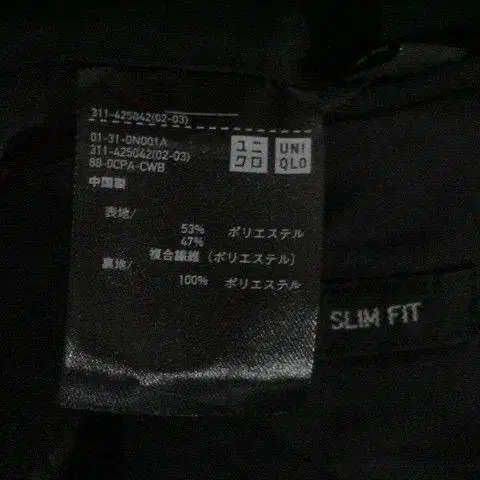 311-425042(02-03)
01-31-0N001A
311-425042(02-03)
88-0CPA-CWB
ユニクロ
UNIQLO
中国製
表地/
53% ポリエステル
47%
複合繊維 (ポリエステル)
裏地/
100% ポリエステル
SLIM FIT